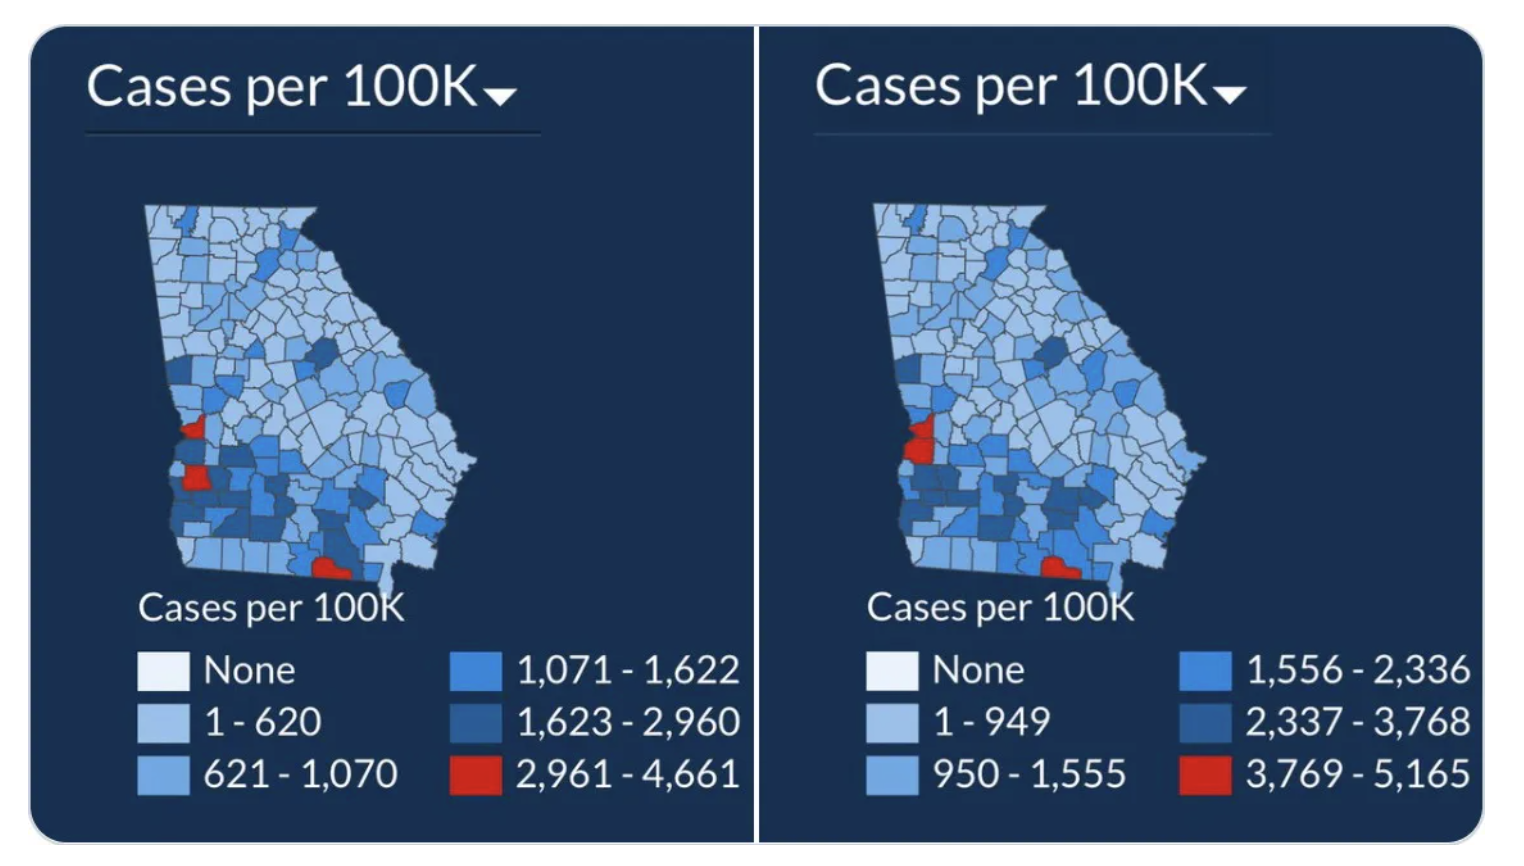 Cases per 100K
Cases per 100K
None
1 - 620
621 - 1,070
1,071 - 1,622
1,623 - 2,960
2,961 - 4,661
Cases per 100K
Cases per 100K
None
1 - 949
950 - 1,555
1,556 - 2,336
2,337 - 3,768
3,769 - 5,165